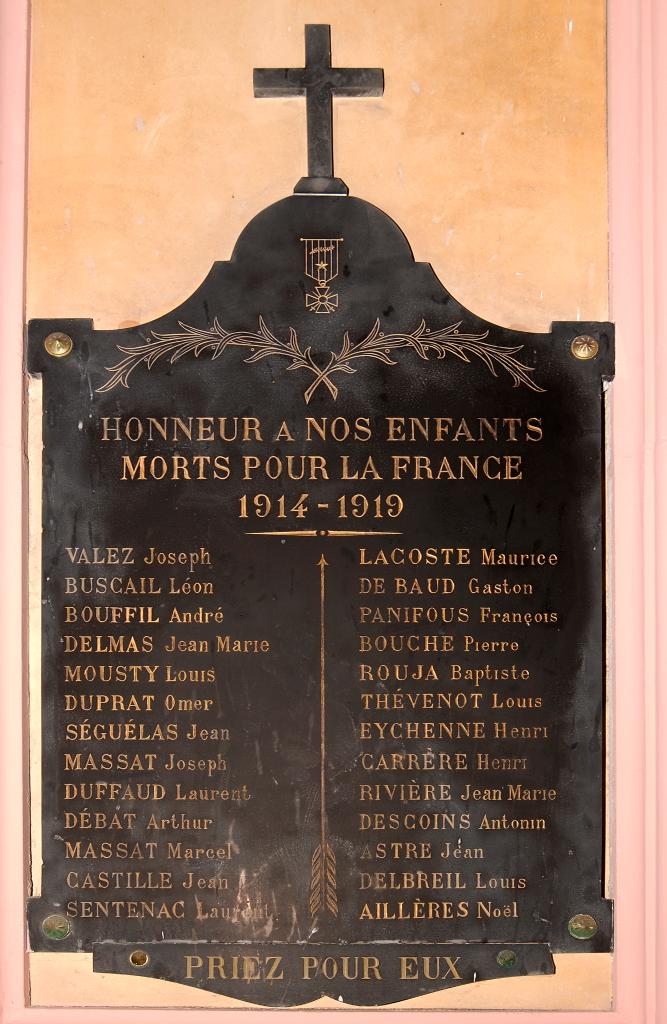 HONNEUR A NOS ENFANTS
MORTS POUR LA FRANCE
1914-1919
VALEZ Joseph
BUSCAIL Léon
BOUFFIL André
DELMAS Jean Marie
MOUSTY Louis
DUPRAT Omer
SÉGUÉLAS Jean
MASSAT Joseph
DUFFAUD Laurent
DÉBAT Arthur
MASSAT Marcel
CASTILLE Jean
SENTENAC Laurent
LACOSTE Maurice
DE BAUD Gaston
PANIFOUS François
BOUCHE Pierre
ROUJA Baptiste
THÉVENOT Louis
EYCHENNE Henri
CARRÈRE Henri
RIVIÈRE Jean Marie
DESCOINS Antonin
ASTRE Jean
DELBREIL Louis
AILLÈRES Noël
PRIEZ POUR EUX